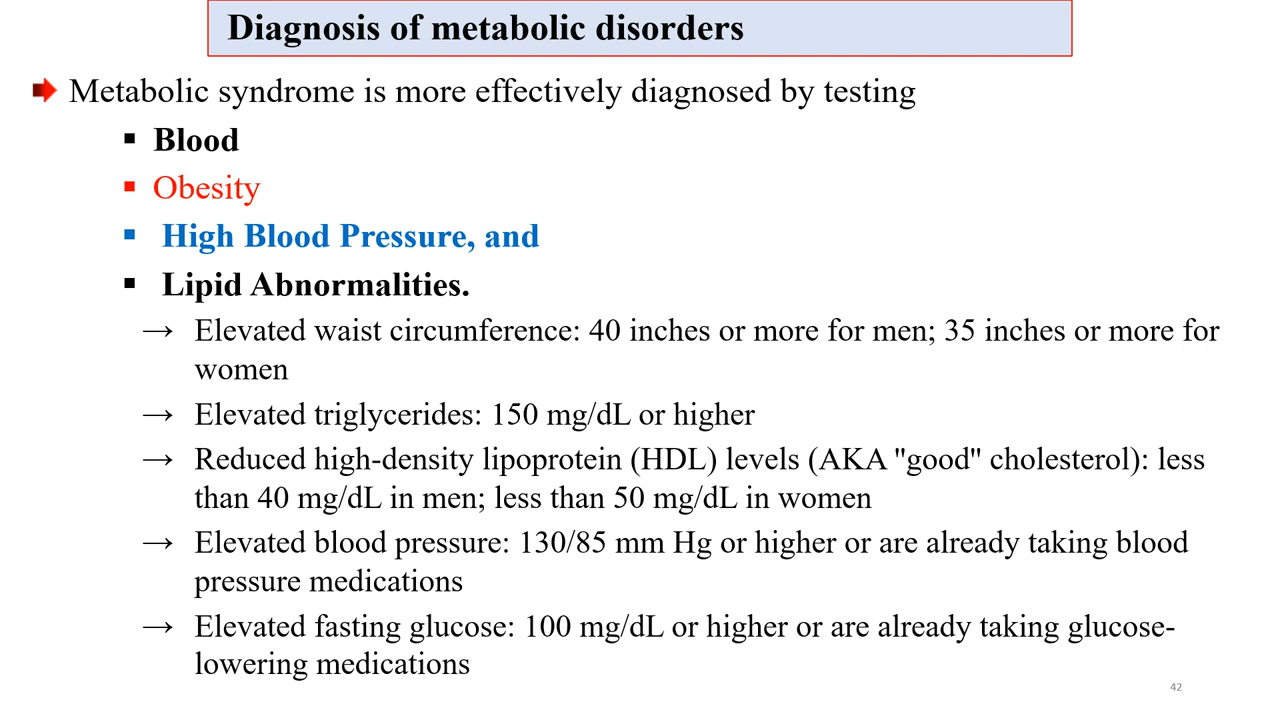 Diagnosis of metabolic disorders
Metabolic syndrome is more effectively diagnosed by testing
▪ Blood
▪ Obesity
▪ High Blood Pressure, and
▪ Lipid Abnormalities.
→ Elevated waist circumference: 40 inches or more for men; 35 inches or more for
women
→ Elevated triglycerides: 150 mg/dL or higher
→ Reduced high-density lipoprotein (HDL) levels (AKA "good" cholesterol): less
than 40 mg/dL in men; less than 50 mg/dL in women
→ Elevated blood pressure: 130/85 mm Hg or higher or are already taking blood
pressure medications
→ Elevated fasting glucose: 100 mg/dL or higher or are already taking glucose-
lowering medications
42